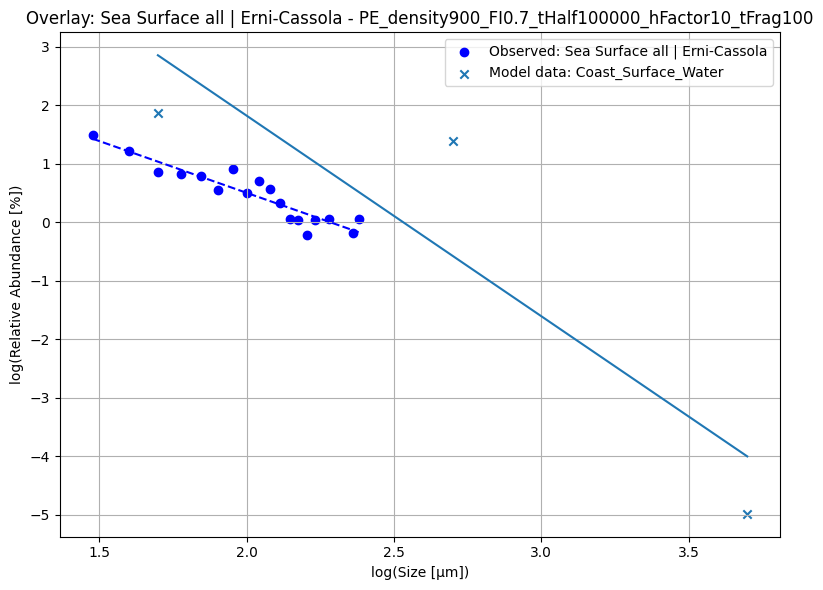 Overlay: Sea Surface all | Erni-Cassola - PE_density900_FI0.7_tHalf100000_hFactor10_tFrag100
Observed: Sea Surface all | Erni-Cassola
Model data: Coast_Surface_Water
log(Relative Abundance [%])
3
2
1
0
−1
−2
−3
−4
−5
1.5
2.0
2.5
3.0
3.5
log(Size [µm])